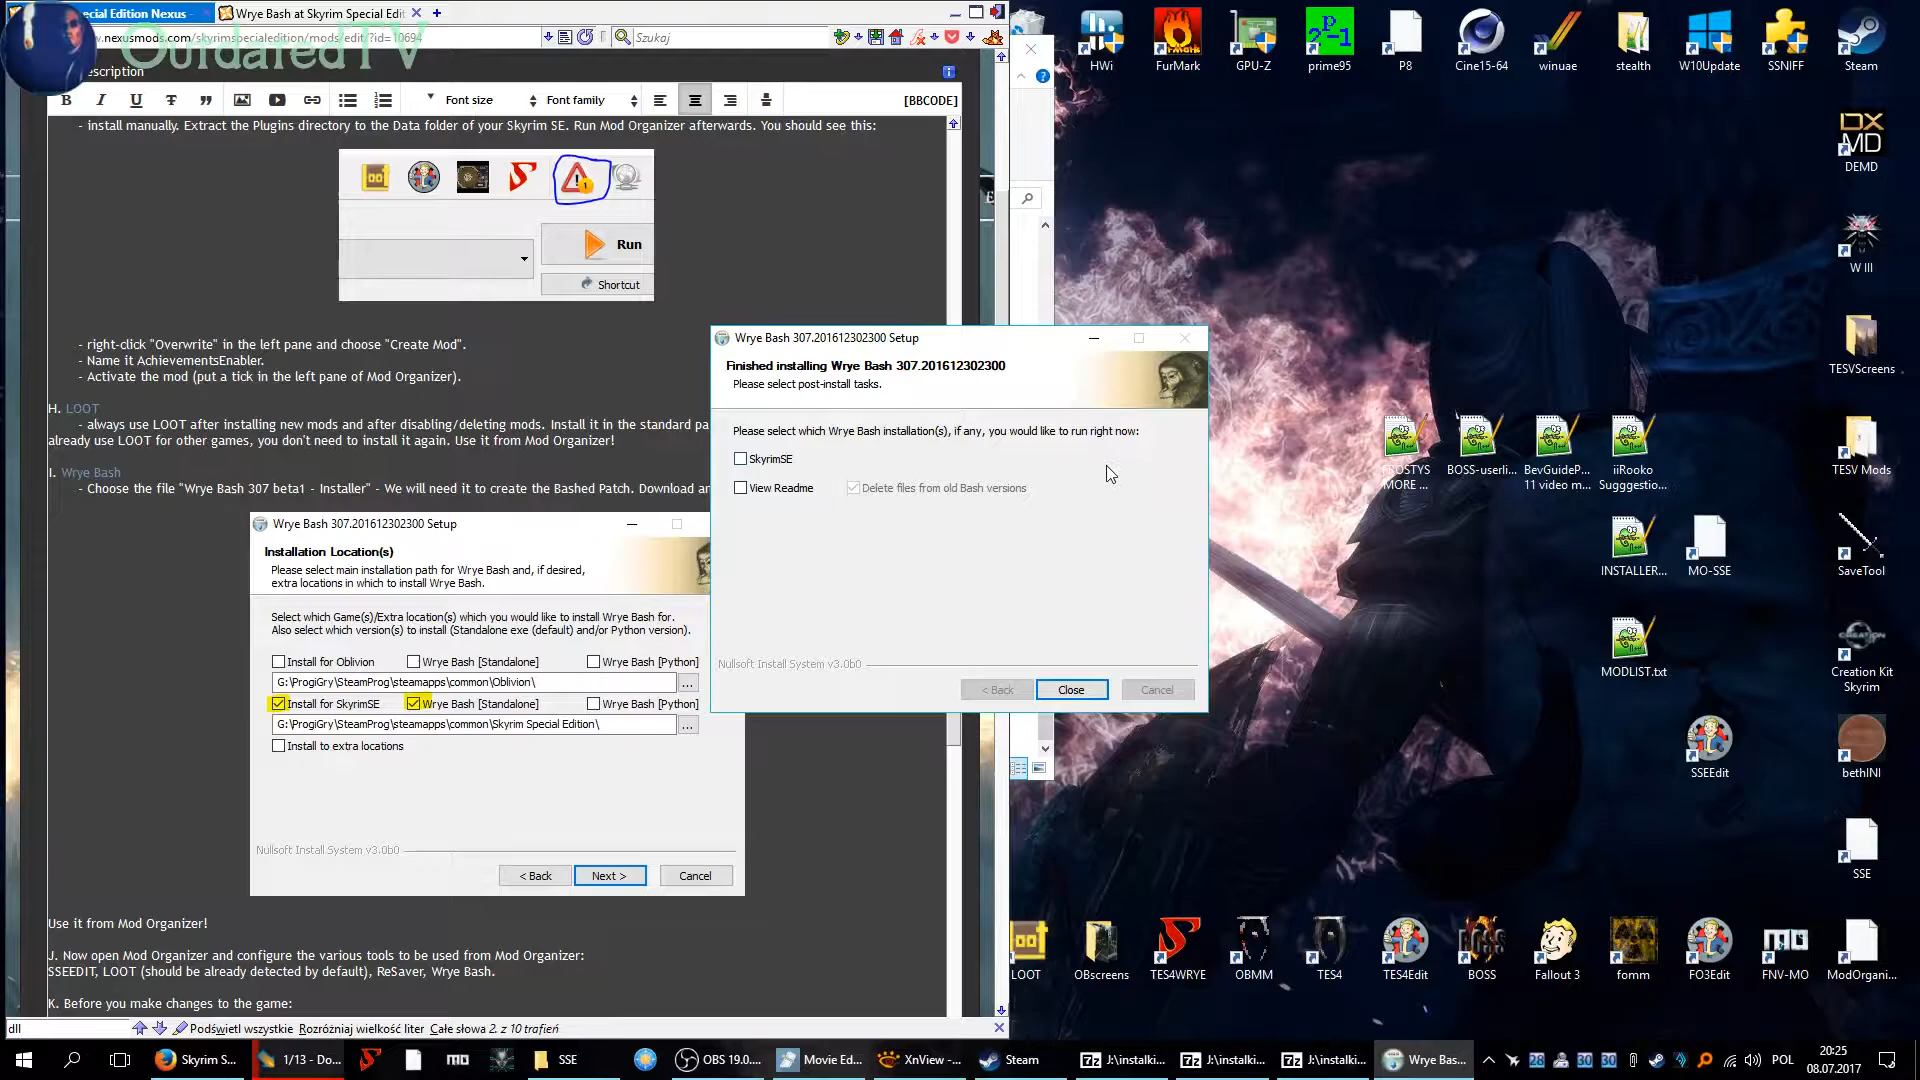 pecial Edition Nexus
Wrye Bash at Skyrim Special Edit
OutdatedTV
w.nexusmods.com/skyrimspecialedition/mods/edit/?id=10694
Szukaj
escription
B I U T
Font size
Font family
[BBCODE]
- install manually. Extract the Plugins directory to the Data folder of your Skyrim SE. Run Mod Organizer afterwards. You should see this:
Run
Shortcut
- right-click "Overwrite" in the left pane and choose "Create Mod".
- Name it AchievementsEnabler.
- Activate the mod (put a tick in the left pane of Mod Organizer).
H. LOOT
- always use LOOT after installing new mods and after disabling/deleting mods. Install it in the standard pa
already use LOOT for other games, you don't need to install it again. Use it from Mod Organizer!
I. Wrye Bash
- Choose the file "Wrye Bash 307 beta1 - Installer" - We will need it to create the Bashed Patch. Download an
Wrye Bash 307.201612302300 Setup
Installation Location(s)
Please select main installation path for Wrye Bash and, if desired,
extra locations in which to install Wrye Bash.
Select which Game(s)/Extra location(s) which you would like to install Wrye Bash for.
Also select which version(s) to install (Standalone exe (default) and/or Python version).
Install for Oblivion
Wrye Bash [Standalone]
Wrye Bash [Python]
G:\ProgiGry\SteamProg\steamapps\common\Oblivion\
...
Install for SkyrimSE
Wrye Bash [Standalone]
Wrye Bash [Python]
G:\ProgiGry\SteamProg\steamapps\common\Skyrim Special Edition\
...
Install to extra locations
Nullsoft Install System v3.0b0
< Back
Next >
Cancel
Use it from Mod Organizer!
J. Now open Mod Organizer and configure the various tools to be used from Mod Organizer:
SSEEDIT, LOOT (should be already detected by default), ReSaver, Wrye Bash.
K. Before you make changes to the game:
dll
Podświetl wszystkie Rozróżniaj wielkość liter Całe słowa 2. z 10 trafień
Wrye Bash 307.201612302300 Setup
Finished installing Wrye Bash 307.201612302300
Please select post-install tasks.
Please select which Wrye Bash installation(s), if any, you would like to run right now:
SkyrimSE
View Readme
Delete files from old Bash versions
Nullsoft Install System v3.0b0
< Back
Close
Cancel
HWi
FurMark
GPU-Z
prime95
P8
Cine15-64
winuae
stealth
W10Update
SSNIFF
Steam
DX
MD
DEMD
W III
TESVScreens
FROSTYS
MORE ...
BOSS-userli...
BevGuideP...
11 video m...
iiRooko
Sugggestio...
TESV Mods
INSTALLER...
MO-SSE
SaveTool
MODLIST.txt
Creation Kit
Skyrim
SSEEdit
bethINI
SSE
LOOT
OBscreens
TES4WRYE
OBMM
TES4
TES4Edit
BOSS
Fallout 3
fomm
FO3Edit
FNV-MO
ModOrgani...
Skyrim S...
1/13 - Do...
SSE
OBS 19.0....
Movie Ed...
XnView -...
Steam
J:\instalki...
J:\instalki...
J:\instalki...
Wrye Bas...
28
30
30
POL
20:25
08.07.2017